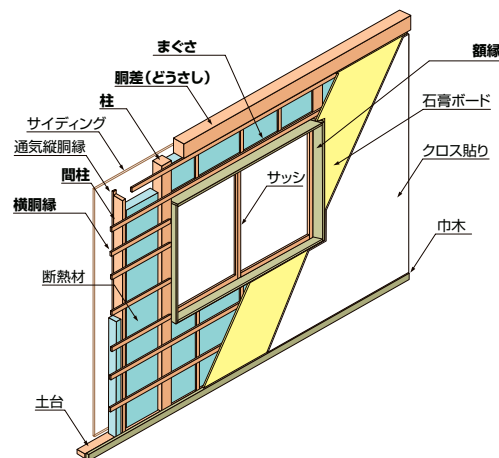 まぐさ
額縁
胴差（どうさし）
柱
石膏ボード
サイディング
通気縦胴縁
クロス貼り
間柱
サッシ
横胴縁
巾木
断熱材
土台